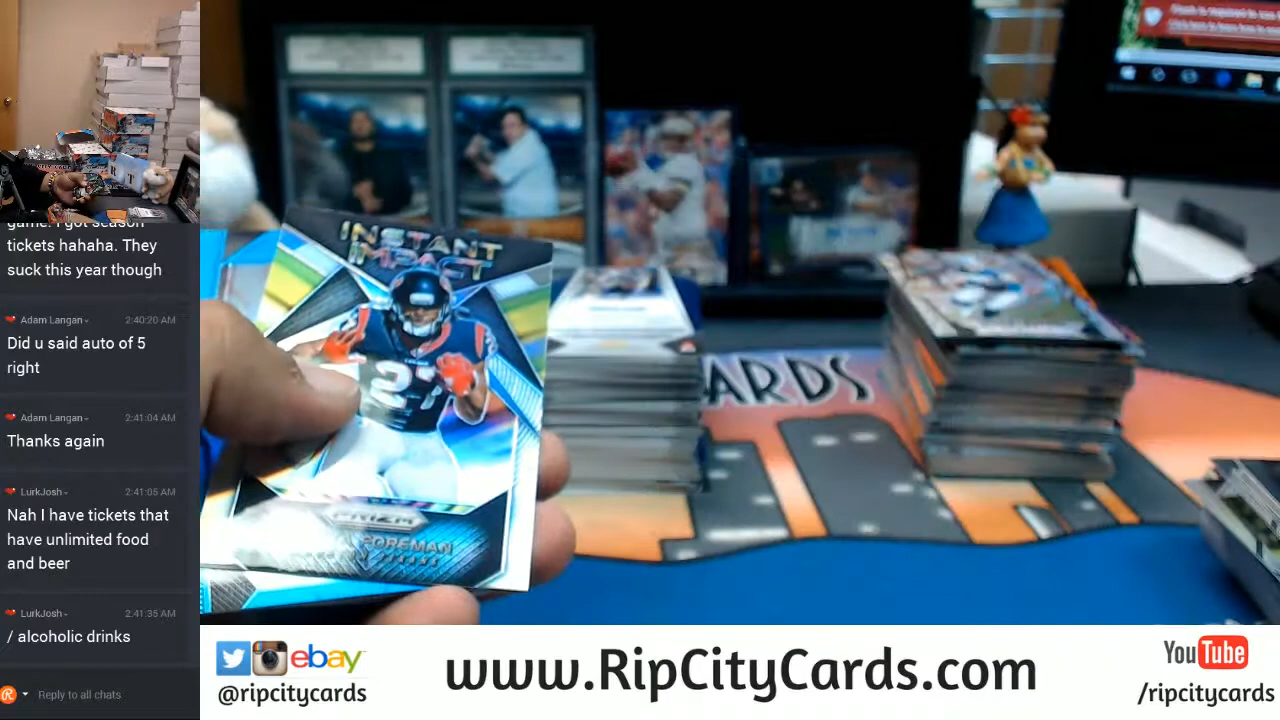 game. I got season
tickets hahaha. They
suck this year though
Adam Langan
2:40:20 AM
Did u said auto of 5
right
Adam Langan
2:41:04 AM
Thanks again
LurkJosh
2:41:05 AM
Nah I have tickets that
have unlimited food
and beer
LurkJosh
2:41:35 AM
/ alcoholic drinks
Reply to all chats
INSTANT
IMPACT
27
PRIZM
FOREMAN
CARDS
ebay
@ripcitycards
www.RipCityCards.com
YouTube
/ripcitycards